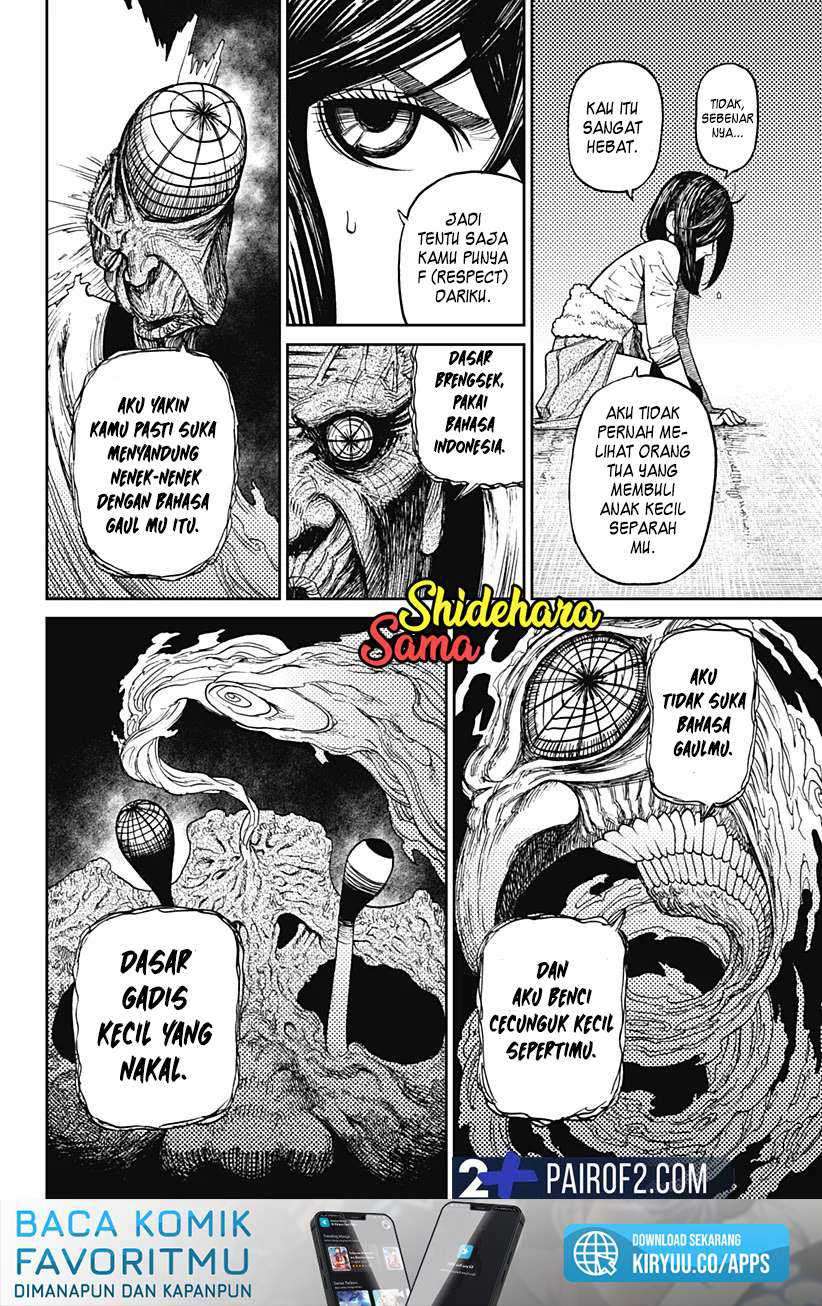 TIDAK,
SEBENAR
NYA...
KAU ITU
SANGAT
HEBAT.
AKU TIDAK
PERNAH ME-
LIHAT ORANG
TUA YANG
MEMBULI
ANAK KECIL
SEPARAH
MU.
JADI
TENTU SAJA
KAMU PUNYA
F (RESPECT)
DARIKU.
DASAR
BRENGSEK,
PAKAI
BAHASA
INDONESIA.
AKU YAKIN
KAMU PASTI SUKA
MENYANDUNG
NENEK-NENEK
DENGAN BAHASA
GAUL MU ITU.
Shidehara
Sama
AKU
TIDAK SUKA
BAHASA
GAULMU.
DAN
AKU BENCI
CECUNGUK KECIL
SEPERTIMU.
DASAR
GADIS
KECIL YANG
NAKAL.
2+ PAIROF2.COM
BACA KOMIK
FAVORITMU
DIMANAPUN DAN KAPANPUN
DOWNLOAD SEKARANG
KIRYUU.CO/APPS